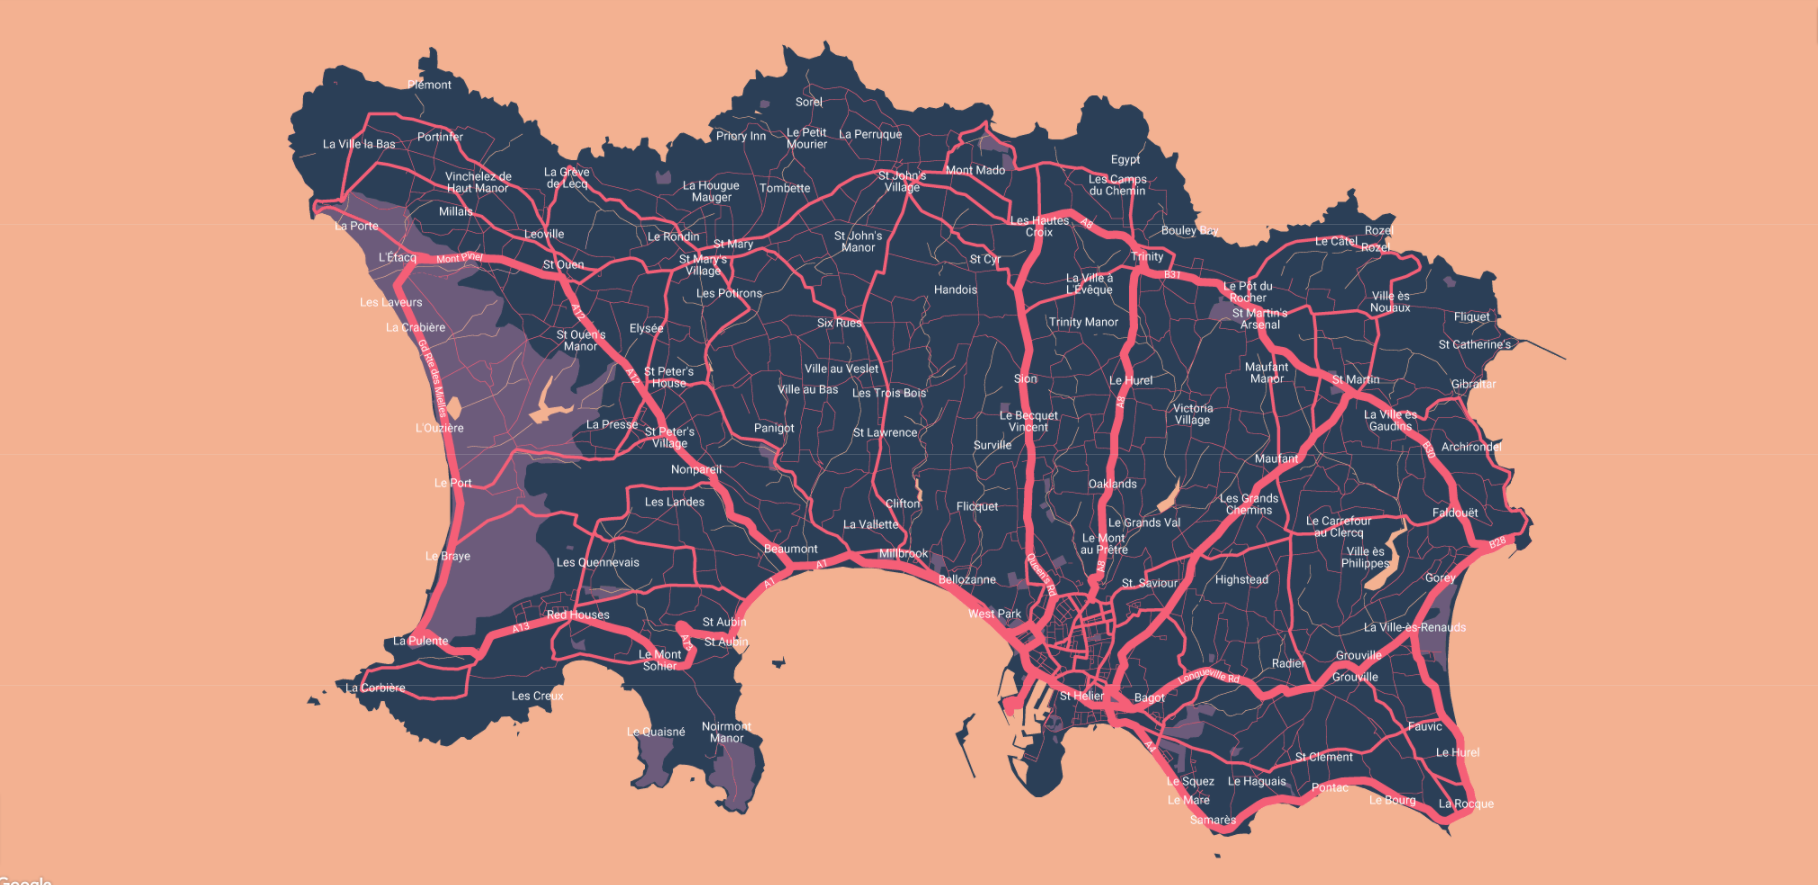 Plémont
Sorel
Portinfer
La Ville la Bas
Priory Inn
Le Petit
Mourier
La Perruque
Egypt
Mont Mado
La Grève
de Lecq
Vinchelez de
Haut Manor
La Hougue
Mauger
Tombette
St John's
Village
Les Camps
du Chemin
Millais
La Porte
Leoville
Le Rondin
St Mary
St John's
Manor
Les Hautes
Croix
A8
Bouley Bay
Rozel
Le Câtel
Rozel
L'Étacq
Mont Pinel
St Ouen
St Mary's
Village
St Cyr
Trinity
B31
Les Laveurs
Les Potirons
Handois
La Ville à
L'Évêque
Le Pot du
Rocher
Ville ès
Nouaux
A12
La Crabière
St Ouen's
Manor
Elysée
Six Rues
Trinity Manor
St Martin's
Arsenal
Fliquet
St Catherine's
Gd Rte des Mielles
A12
St Peter's
House
Ville au Veslet
Ville au Bas
Les Trois Bois
Sion
Le Hurel
Maufant
Manor
St Martin
Gibraltar
A8
L'Ouzière
La Presse
St Peter's
Village
Panigot
St Lawrence
Le Becquet
Vincent
Victoria
Village
La Ville ès
Gaudins
Surville
B30
Archirondel
Nonpareil
Maufant
Le Port
Les Landes
Clifton
Flicquet
Oaklands
Les Grands
Chemins
Faldouët
La Vallette
Le Grands Val
Le Carrefour
au Clercq
Le Braye
Beaumont
Millbrook
Le Mont
au Prêtre
Ville ès
Philippes
B28
Les Quennevais
A1
A1
Bellozanne
Queen's Rd
A8
St. Saviour
Highstead
Gorey
Red Houses
A13
St Aubin
West Park
La Ville-ès-Renauds
La Pulente
A13
St Aubin
Le Mont
Sohier
Radier
Grouville
Grouville
La Corbière
Les Creux
St Helier
Bagot
Longueville Rd
Le Quaisné
Noirmont
Manor
A4
Fauvic
Le Hurel
St Clement
Le Squez
Le Haguais
Pontac
Le Mare
Le Bourg
La Rocque
Samarès
Google